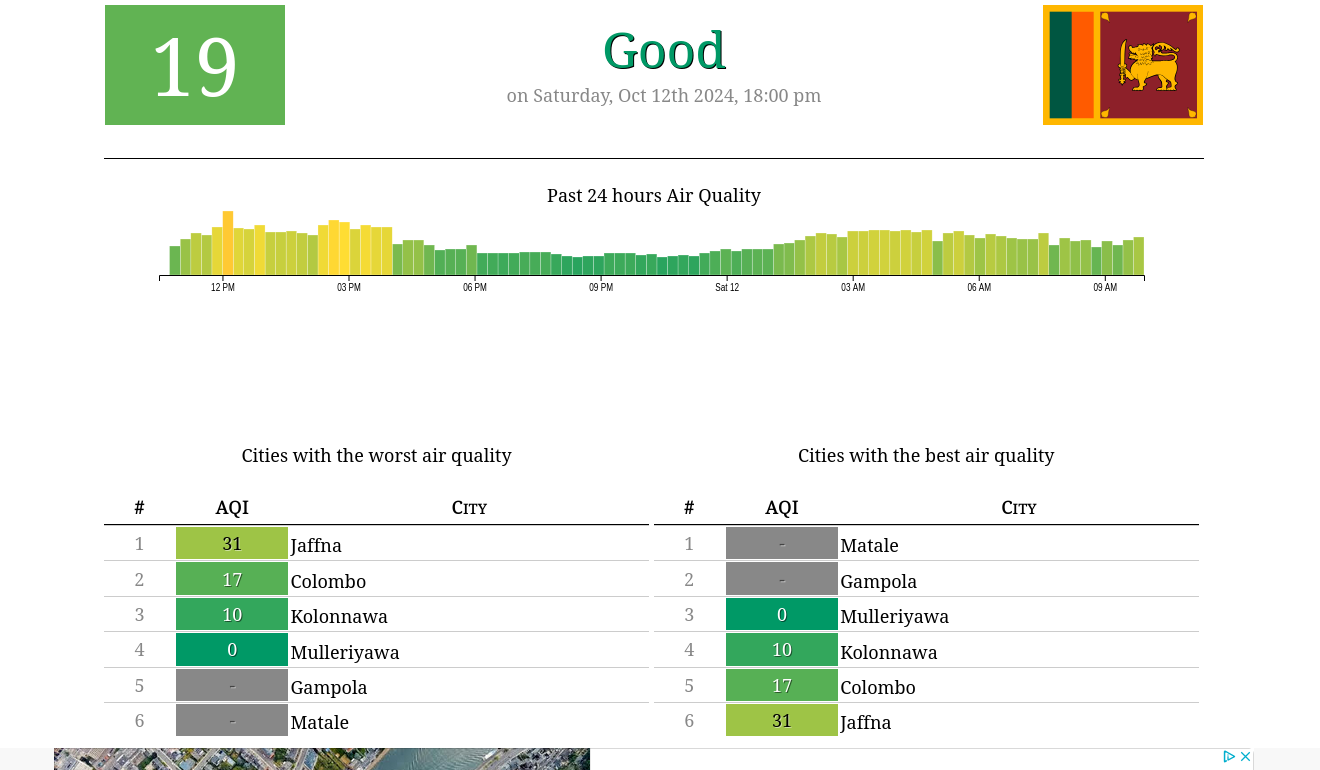 19
Good
on Saturday, Oct 12th 2024, 18:00 pm
Past 24 hours Air Quality
12 PM 03 PM 06 PM 09 PM Sat 12 03 AM 06 AM 09 AM
Cities with the worst air quality
# AQI City
1 31 Jaffna
2 17 Colombo
3 10 Kolonnawa
4 0 Mulleriyawa
5 - Gampola
6 - Matale
Cities with the best air quality
# AQI City
1 - Matale
2 - Gampola
3 0 Mulleriyawa
4 10 Kolonnawa
5 17 Colombo
6 31 Jaffna